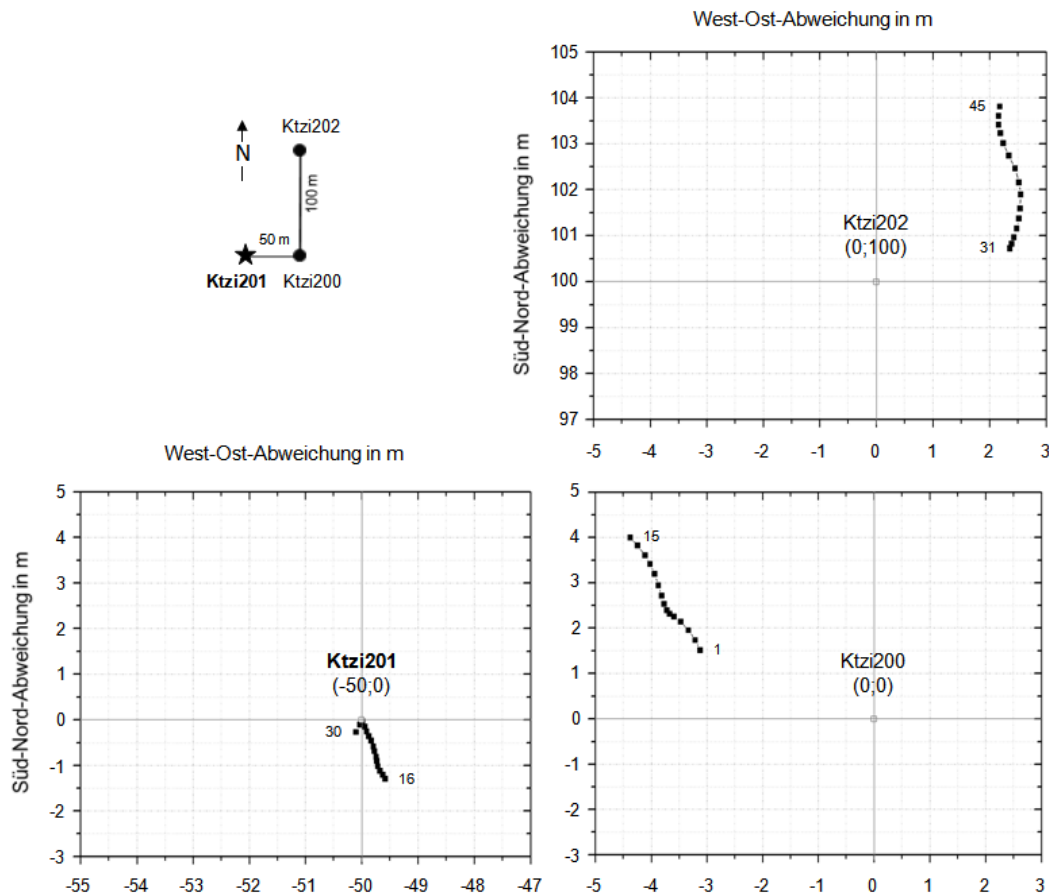 West-Ost-Abweichung in m
N
Ktzi202
100 m
50 m
Ktzi201 Ktzi200
Süd-Nord-Abweichung in m
105
104
103
102
101
100
99
98
97
45
31
Ktzi202
(0;100)
-5 -4 -3 -2 -1 0 1 2 3
West-Ost-Abweichung in m
Süd-Nord-Abweichung in m
5
4
3
2
1
0
-1
-2
-3
Ktzi201
(-50;0)
30
16
-55 -54 -53 -52 -51 -50 -49 -48 -47
5
4
3
2
1
0
-1
-2
-3
15
1
Ktzi200
(0;0)
-5 -4 -3 -2 -1 0 1 2 3